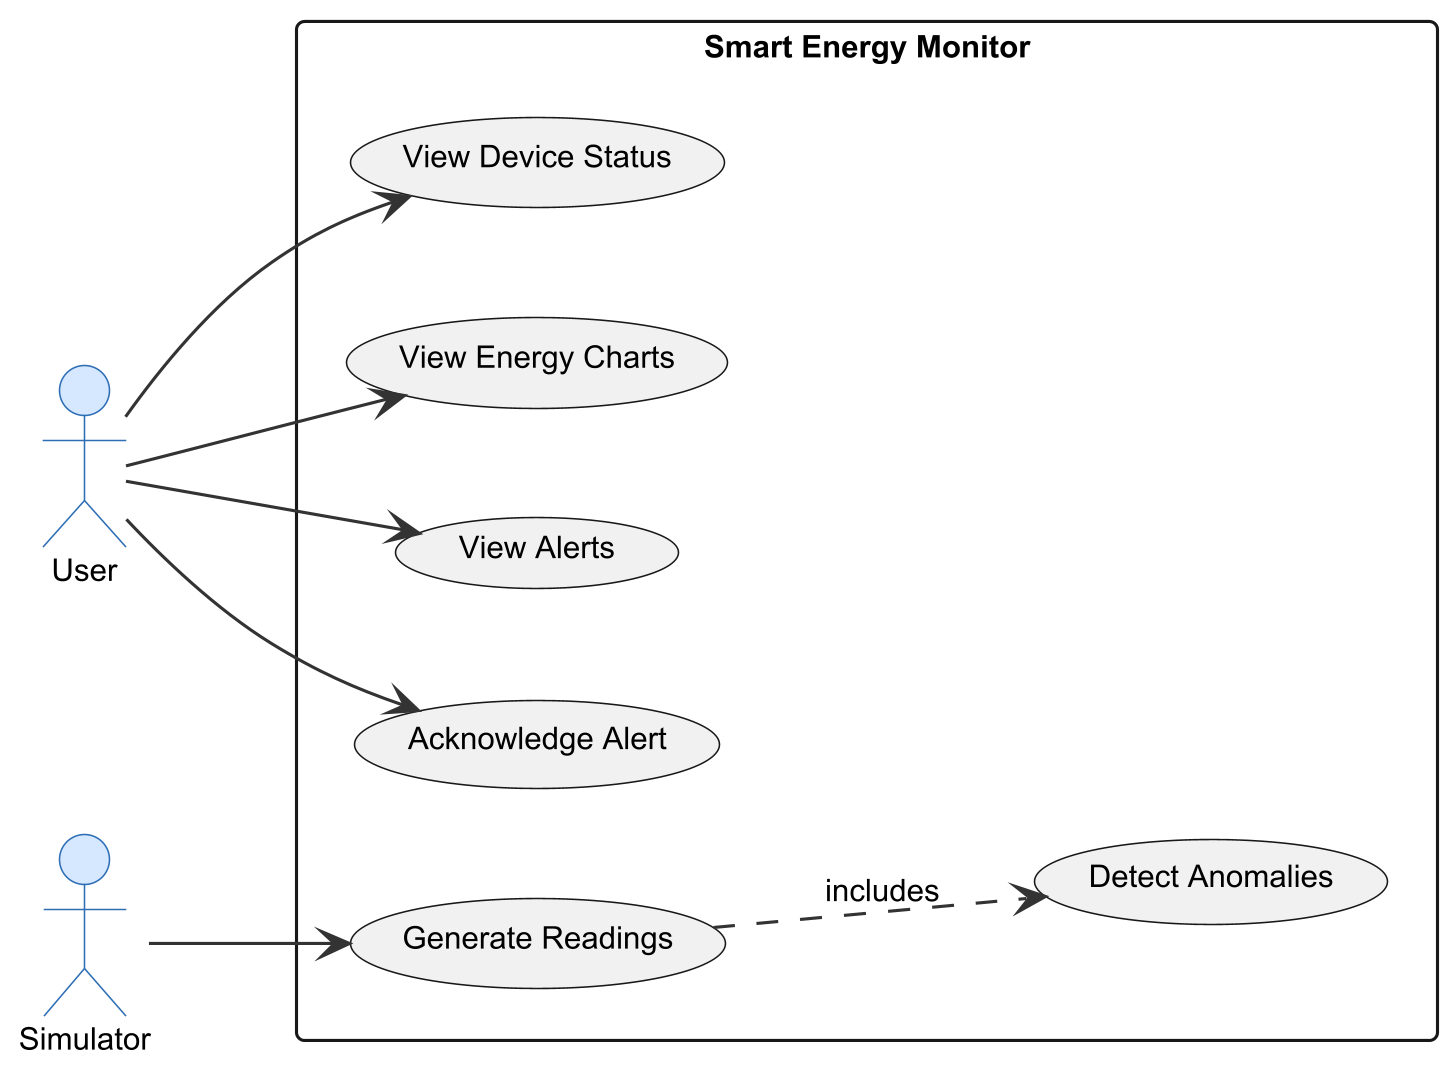 Smart Energy Monitor
View Device Status
View Energy Charts
View Alerts
User
Acknowledge Alert
Detect Anomalies
includes
Generate Readings
Simulator